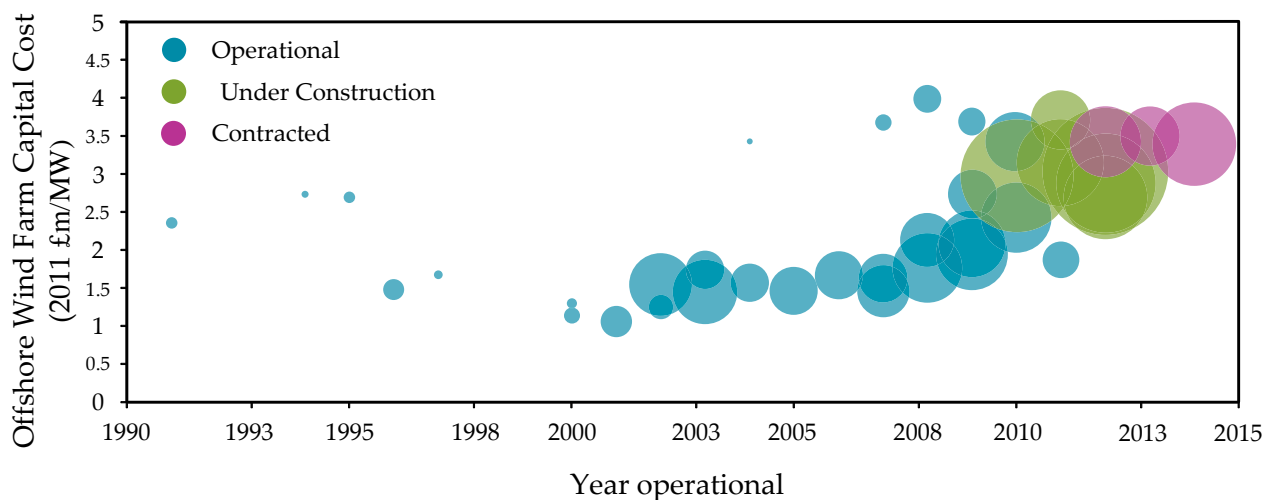 Offshore Wind Farm Capital Cost
(2011 £m/MW)
5
4.5
4
3.5
3
2.5
2
1.5
1
0.5
0
Operational
Under Construction
Contracted
1990 1993 1995 1998 2000 2003 2005 2008 2010 2013 2015
Year operational